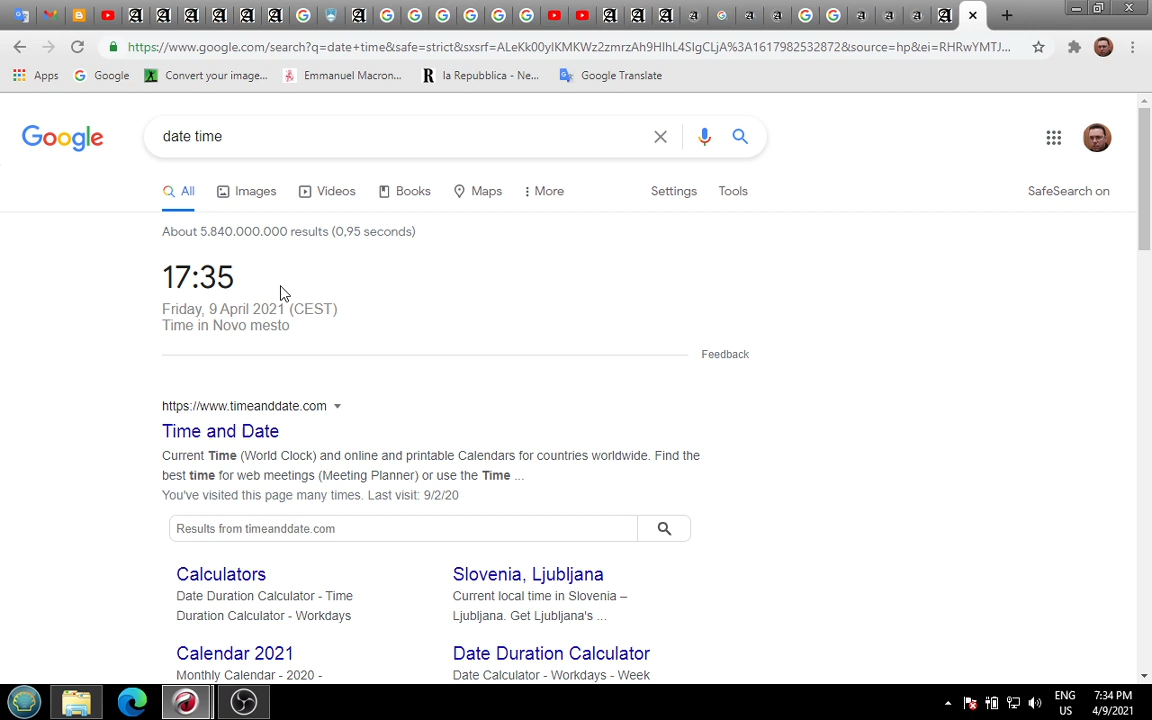 https://www.google.com/search?q=date+time&safe=strict&sxsrf=ALeKk00yIKMKWz2zmrzAh9HIhL4SIgCLjA%3A1617982532872&source=hp&ei=RHRwYMTJ...
Apps
Google
Convert your image...
Emmanuel Macron...
la Repubblica - Ne...
Google Translate
Google
date time
All
Images
Videos
Books
Maps
More
Settings
Tools
SafeSearch on
About 5.840.000.000 results (0,95 seconds)
17:35
Friday, 9 April 2021 (CEST)
Time in Novo mesto
Feedback
https://www.timeanddate.com
Time and Date
Current Time (World Clock) and online and printable Calendars for countries worldwide. Find the
best time for web meetings (Meeting Planner) or use the Time ...
You've visited this page many times. Last visit: 9/2/20
Results from timeanddate.com
Calculators
Date Duration Calculator - Time
Duration Calculator - Workdays
Slovenia, Ljubljana
Current local time in Slovenia –
Ljubljana. Get Ljubljana's ...
Calendar 2021
Monthly Calendar - 2020 -
Date Duration Calculator
Date Calculator - Workdays - Week
ENG
US
7:34 PM
4/9/2021